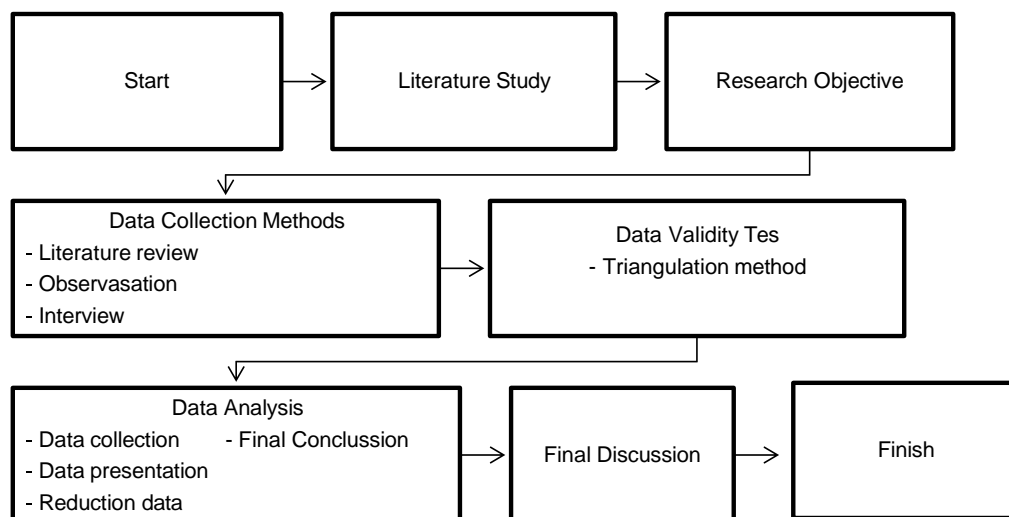 Start
Literature Study
Research Objective
Data Collection Methods
- Literature review
- Observasation
- Interview
Data Validity Tes
- Triangulation method
Data Analysis
- Data collection - Final Conclussion
- Data presentation
- Reduction data
Final Discussion
Finish